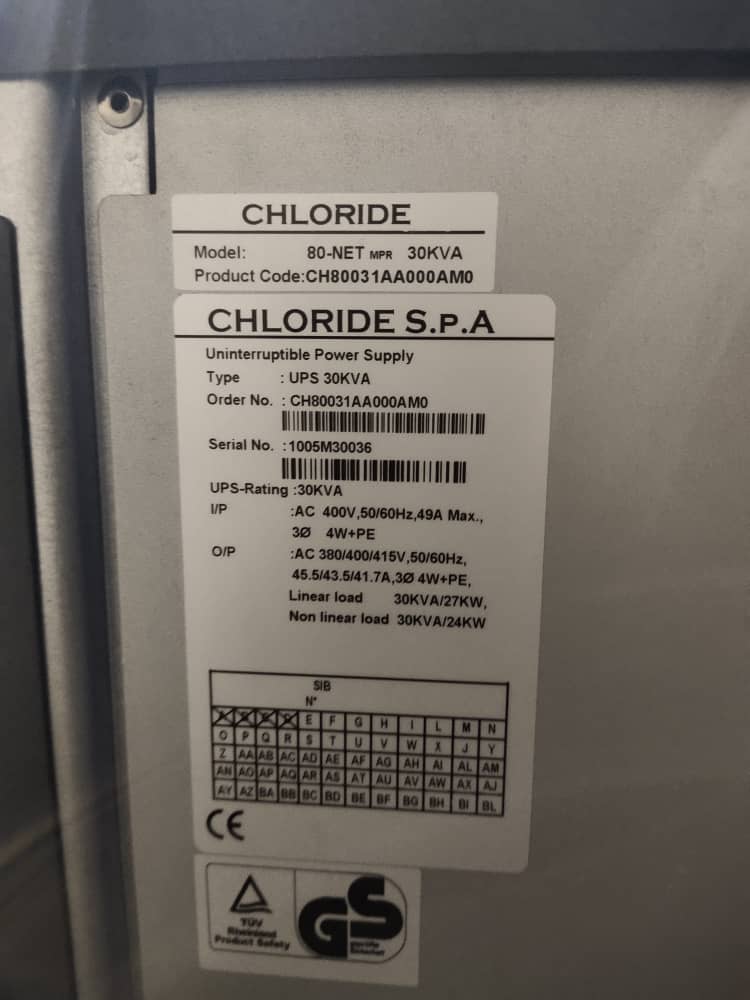 CHLORIDE
Model: 80-NET MPR 30KVA
Product Code:CH80031AA000AM0
CHLORIDE S.P.A
Uninterruptible Power Supply
Type : UPS 30KVA
Order No. : CH80031AA000AM0
Serial No. :1005M30036
UPS-Rating :30KVA
I/P :AC 400V,50/60Hz,49A Max.,
3Ø 4W+PE
O/P :AC 380/400/415V,50/60Hz,
45.5/43.5/41.7A,3Ø 4W+PE,
Linear load 30KVA/27KW,
Non linear load 30KVA/24KW
SIB
N°
E F G H I L M N
O P Q R S T U V W X J Y
Z AA AB AC AD AE AF AG AH AI AL AM
AN AO AP AQ AR AS AY AU AV AW AX AJ
AY AZ BA BB BC BD BE BF BG BH BI BL
CE
TÜV
Rheinland
Product Safety
GS
geprüfte
Sicherheit